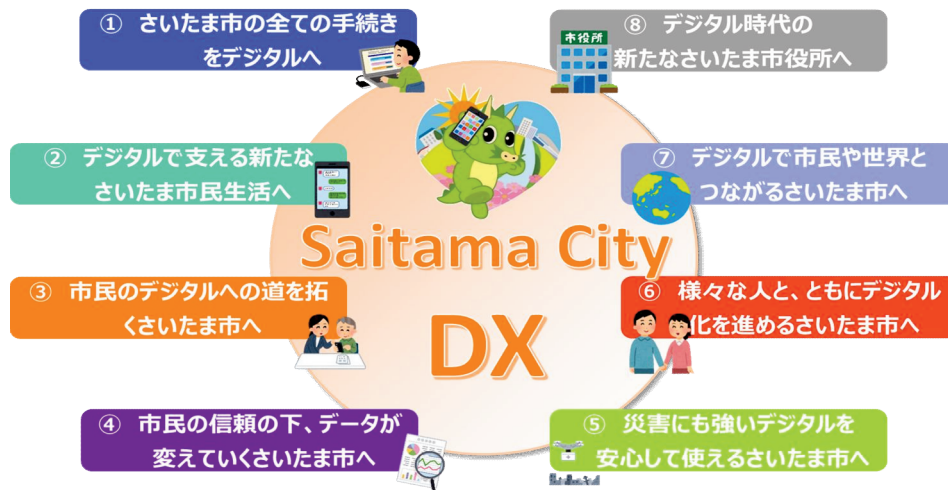 ① さいたま市の全ての手続き
をデジタルへ
② デジタルで支える新たな
さいたま市民生活へ
③ 市民のデジタルへの道を拓
くさいたま市へ
④ 市民の信頼の下、データが
変えていくさいたま市へ
Saitama City
DX
⑧ デジタル時代の
新たなさいたま市役所へ
市役所
⑦ デジタルで市民や世界と
つながるさいたま市へ
⑥ 様々な人と、ともにデジタル
化を進めるさいたま市へ
⑤ 災害にも強いデジタルを
安心して使えるさいたま市へ